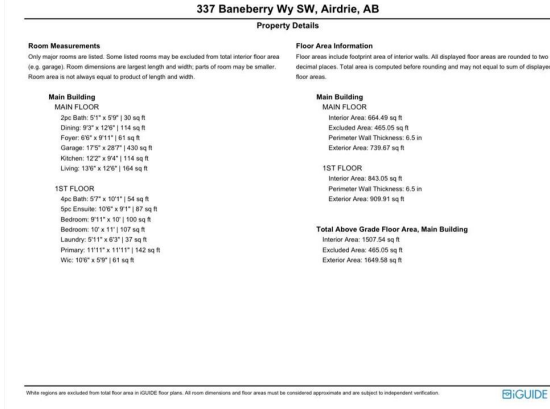 337 Baneberry Wy SW, Airdrie, AB
Property Details
Room Measurements
Only major rooms are listed. Some listed rooms may be excluded from total interior floor area
(e.g. garage). Room dimensions are largest length and width; parts of room may be smaller.
Room area is not always equal to product of length and width.
Main Building
MAIN FLOOR
2pc Bath: 5'1" x 5'9" | 30 sq ft
Dining: 9'3" x 12'6" | 114 sq ft
Foyer: 6'6" x 9'11" | 61 sq ft
Garage: 17'5" x 28'7" | 430 sq ft
Kitchen: 12'2" x 9'4" | 114 sq ft
Living: 13'6" x 12'6" | 164 sq ft
1ST FLOOR
4pc Bath: 5'7" x 10'1" | 54 sq ft
5pc Ensuite: 10'6" x 9'1" | 87 sq ft
Bedroom: 9'11" x 10' | 100 sq ft
Bedroom: 10' x 11' | 107 sq ft
Laundry: 5'11" x 6'3" | 37 sq ft
Primary: 11'11" x 11'11" | 142 sq ft
Wic: 10'6" x 5'9" | 61 sq ft
Floor Area Information
Floor areas include footprint area of interior walls. All displayed floor areas are rounded to two
decimal places. Total area is computed before rounding and may not equal to sum of displayed
floor areas.
Main Building
MAIN FLOOR
Interior Area: 664.49 sq ft
Excluded Area: 465.05 sq ft
Perimeter Wall Thickness: 6.5 in
Exterior Area: 739.67 sq ft
1ST FLOOR
Interior Area: 843.05 sq ft
Perimeter Wall Thickness: 6.5 in
Exterior Area: 909.91 sq ft
Total Above Grade Floor Area, Main Building
Interior Area: 1507.54 sq ft
Excluded Area: 465.05 sq ft
Exterior Area: 1649.58 sq ft
White regions are excluded from total floor area in iGUIDE floor plans. All room dimensions and floor areas must be considered approximate and are subject to independent verification.
iGUIDE